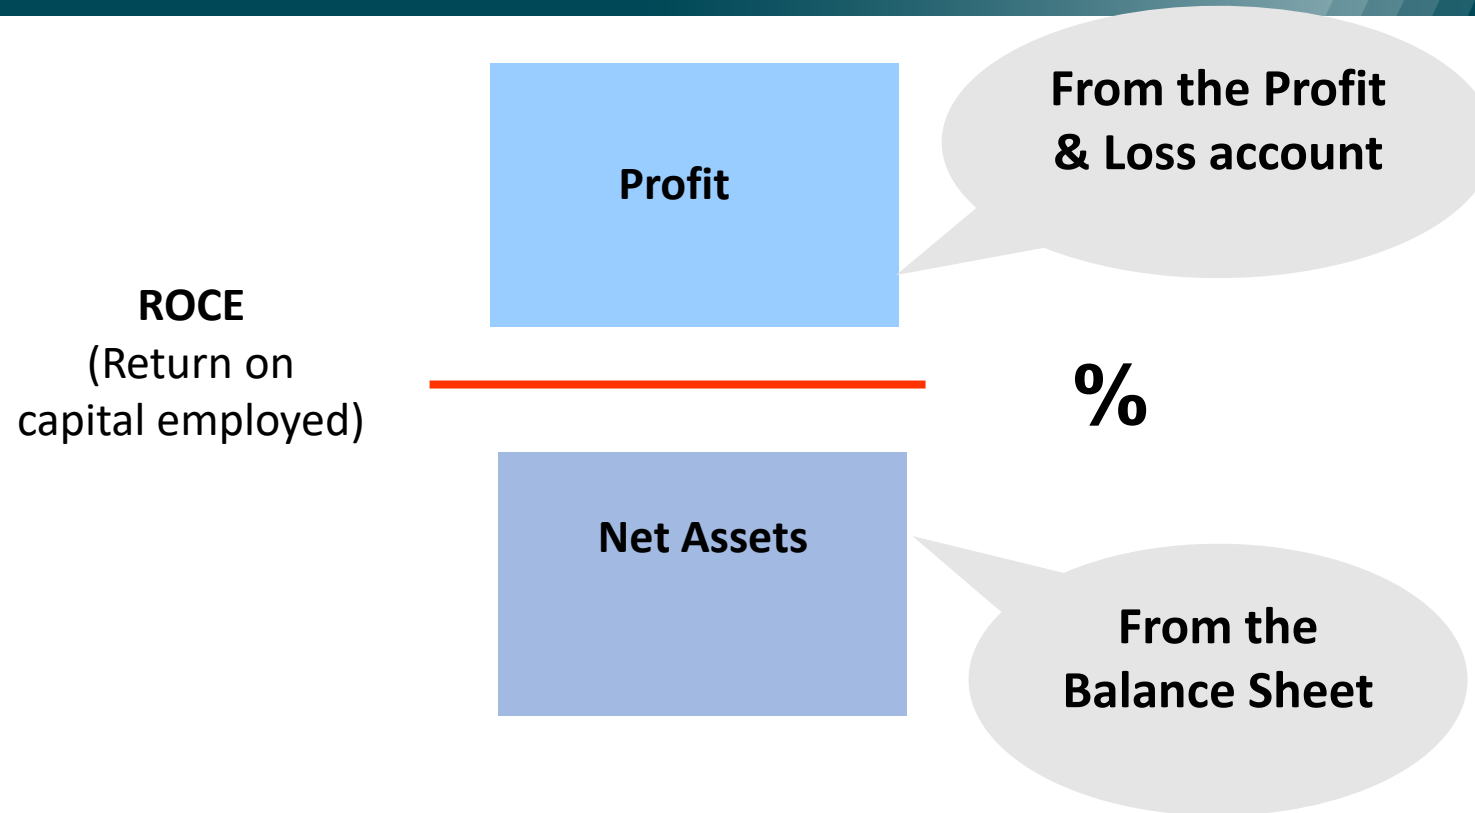 From the Profit
& Loss account
Profit
ROCE
(Return on
capital employed)
%
Net Assets
From the
Balance Sheet